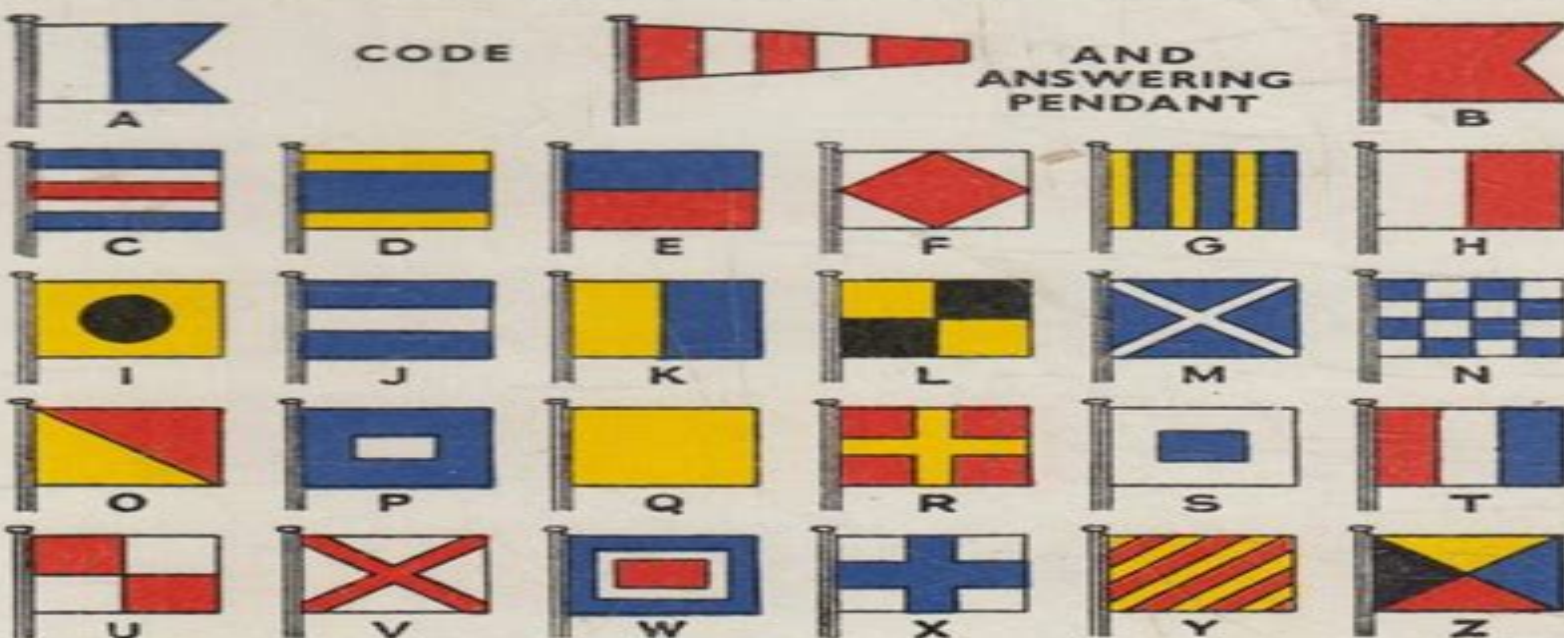 A
CODE
AND
ANSWERING
PENDANT
B
C D E F G H
I J K L M N
O P Q R S T
U V W X Y Z